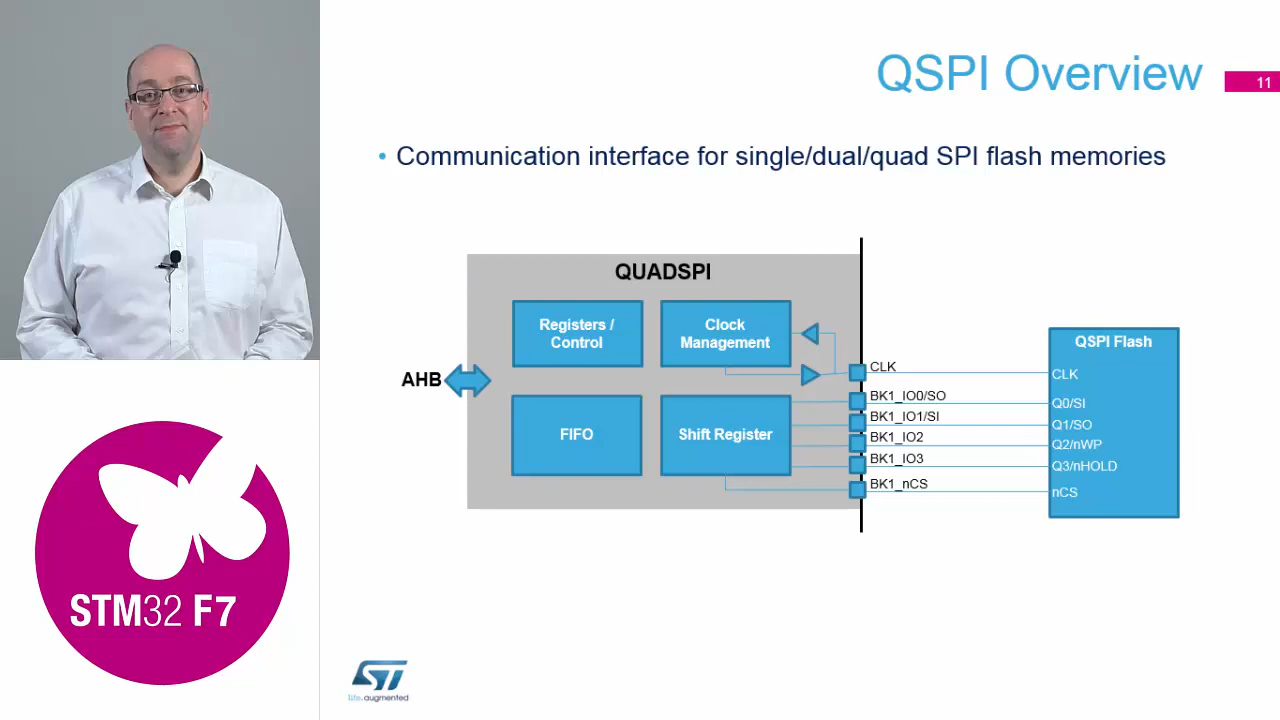 QSPI Overview
11
• Communication interface for single/dual/quad SPI flash memories
QUADSPI
Registers /
Control
Clock
Management
FIFO
Shift Register
AHB
CLK
BK1_IO0/SO
BK1_IO1/SI
BK1_IO2
BK1_IO3
BK1_nCS
QSPI Flash
CLK
Q0/SI
Q1/SO
Q2/nWP
Q3/nHOLD
nCS
STM32 F7
ST
life.augmented